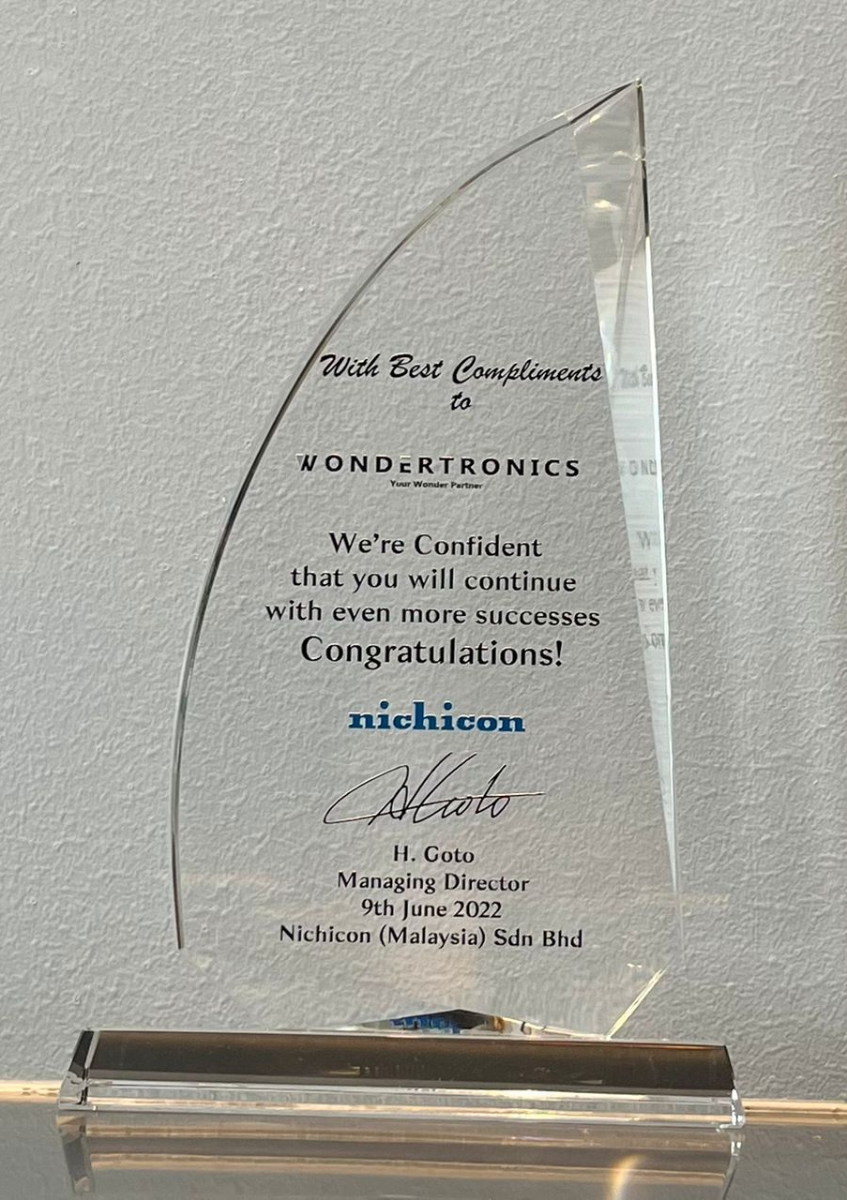 With Best Compliments
to
WONDERTRONICS
Your Wonder Partner
We're Confident
that you will continue
with even more successes
Congratulations!
nichicon
H. Goto
Managing Director
9th June 2022
Nichicon (Malaysia) Sdn Bhd